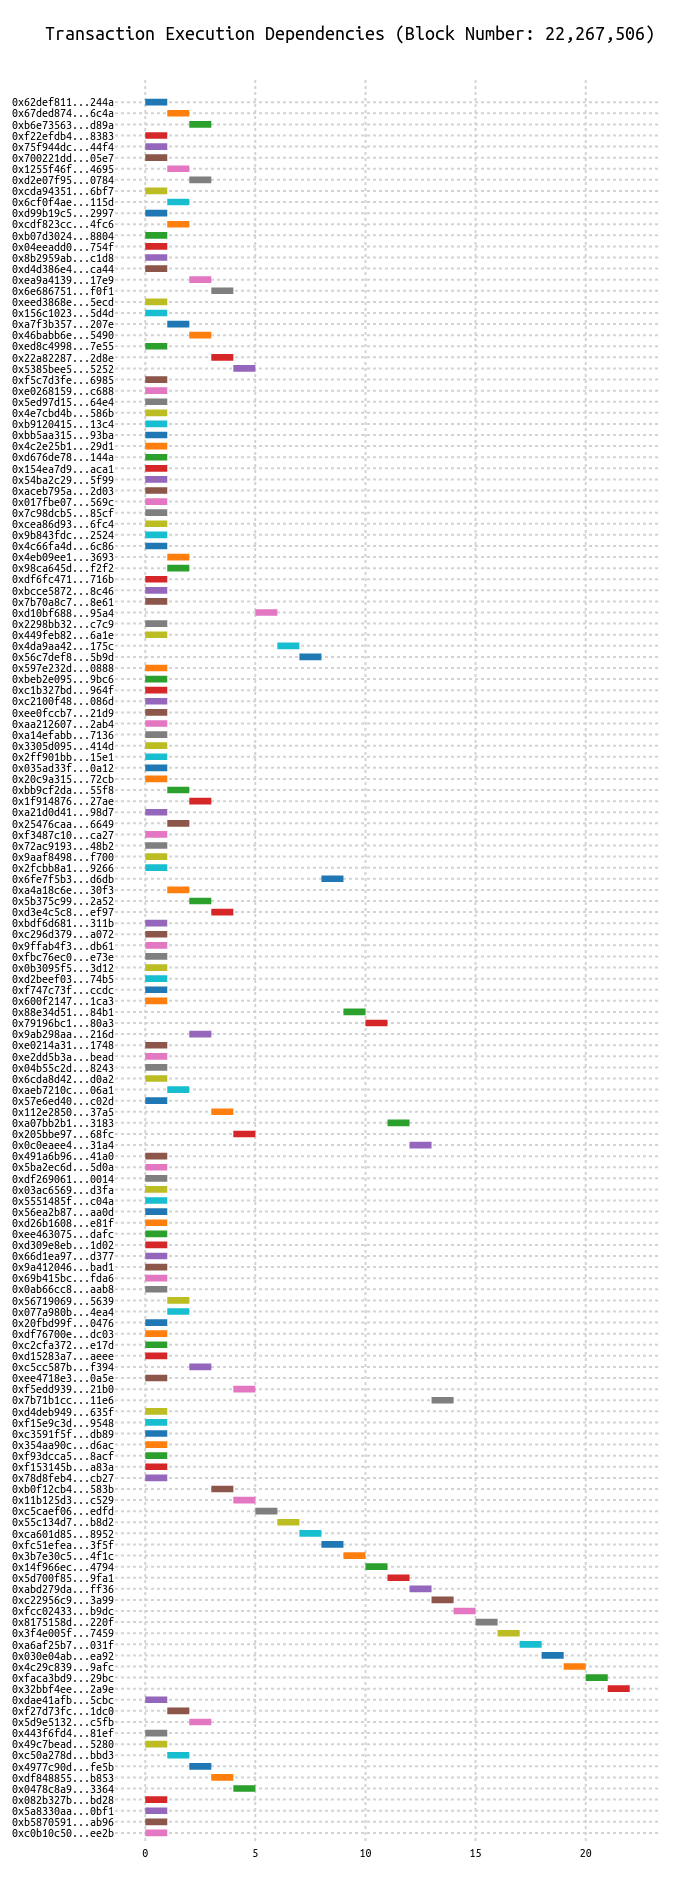 Transaction Execution Dependencies (Block Number: 22,267,506)
0x62def811...244a
0x67ded874...6c4a
0xb6e73563...d89a
0xf22efdb4...8383
0x75f944dc...44f4
0x700221dd...05e7
0x1255f46f...4695
0xd2e07f95...0784
0xcda94351...6bf7
0x6cf0f4ae...115d
0xd99b19c5...2997
0xcdf823cc...4fc6
0xb07d3024...8804
0x04eeadd0...754f
0x8b2959ab...c1d8
0xd4d386e4...ca44
0xea9a4139...17e9
0x6e686751...f0f1
0xeed3868e...5ecd
0x156c1023...5d4d
0xa7f3b357...207e
0x46babb6e...5490
0xed8c4998...7e55
0x22a82287...2d8e
0x5385bee5...5252
0xf5c7d3fe...6985
0xe0268159...c688
0x5ed97d15...64e4
0x4e7cbd4b...586b
0xb9120415...13c4
0xbb5aa315...93ba
0x4c2e25b1...29d1
0xd676de78...144a
0x154ea7d9...aca1
0x54ba2c29...5f99
0xaceb795a...2d03
0x017fbe07...569c
0x7c98dcb5...85cf
0xcea86d93...6fc4
0x9b843fdc...2524
0x4c66fa4d...6c86
0x4eb09ee1...3693
0x98ca645d...f2f2
0xdf6fc471...716b
0xbcce5872...8c46
0x7b70a8c7...8e61
0xd10bf688...95a4
0x2298bb32...c7c9
0x449feb82...6a1e
0x4da9aa42...175c
0x56c7def8...5b9d
0x597e232d...0888
0xbeb2e095...9bc6
0xc1b327bd...964f
0xc2100f48...086d
0xee0fccb7...21d9
0xaa212607...2ab4
0xa14efabb...7136
0x3305d095...414d
0x2ff901bb...15e1
0x035ad33f...0a12
0x20c9a315...72cb
0xbb9cf2da...55f8
0x1f914876...27ae
0xa21d0d41...98d7
0x25476caa...6649
0xf3487c10...ca27
0x72ac9193...48b2
0x9aaf8498...f700
0x2fcbb8a1...9266
0x6fe7f5b3...d6db
0xa4a18c6e...30f3
0x5b375c99...2a52
0xd3e4c5c8...ef97
0xbdf6d681...311b
0xc296d379...a072
0x9ffab4f3...db61
0xfbc76ec0...e73e
0x0b3095f5...3d12
0xd2beef03...74b5
0xf747c73f...ccdc
0x600f2147...1ca3
0x88e34d51...84b1
0x79196bc1...80a3
0x9ab298aa...216d
0xe0214a31...1748
0xe2dd5b3a...bead
0x04b55c2d...8243
0x6cda8d42...d0a2
0xaeb7210c...06a1
0x57e6ed40...c02d
0x112e2850...37a5
0xa07bb2b1...3183
0x205bbe97...68fc
0x0c0eaee4...31a4
0x491a6b96...41a0
0x5ba2ec6d...5d0a
0xdf269061...0014
0x03ac6569...d3fa
0x5551485f...c04a
0x56ea2b87...aa0d
0xd26b1608...e81f
0xee463075...dafc
0xd309e8eb...1d02
0x66d1ea97...d377
0x9a412046...bad1
0x69b415bc...fda6
0x0ab66cc8...aab8
0x56719069...5639
0x077a980b...4ea4
0x20fbd99f...0476
0xdf76700e...dc03
0xc2cfa372...e17d
0xd15283a7...aeee
0xc5cc587b...f394
0xee4718e3...0a5e
0xf5edd939...21b0
0x7b71b1cc...11e6
0xd4deb949...635f
0xf15e9c3d...9548
0xc3591f5f...db89
0x354aa90c...d6ac
0xf93dcca5...8acf
0xf153145b...a83a
0x78d8feb4...cb27
0xb0f12cb4...583b
0x11b125d3...c529
0xc5caef06...edfd
0x55c134d7...b8d2
0xca601d85...8952
0xfc51efea...3f5f
0x3b7e30c5...4f1c
0x14f966ec...4794
0x5d700f85...9fa1
0xabd279da...ff36
0xc22956c9...3a99
0xfcc02433...b9dc
0x8175158d...220f
0x3f4e005f...7459
0xa6af25b7...031f
0x030e04ab...ea92
0x4c29c839...9afc
0xfaca3bd9...29bc
0x32bbf4ee...2a9e
0xdae41afb...5cbc
0xf27d73fc...1dc0
0x5d9e5132...c5fb
0x443f6fd4...81ef
0x49c7bead...5280
0xc50a278d...bbd3
0x4977c90d...fe5b
0xdf848855...b853
0x0478c8a9...3364
0x082b327b...bd28
0x5a8330aa...0bf1
0xb5870591...ab96
0xc0b10c50...ee2b
0 5 10 15 20